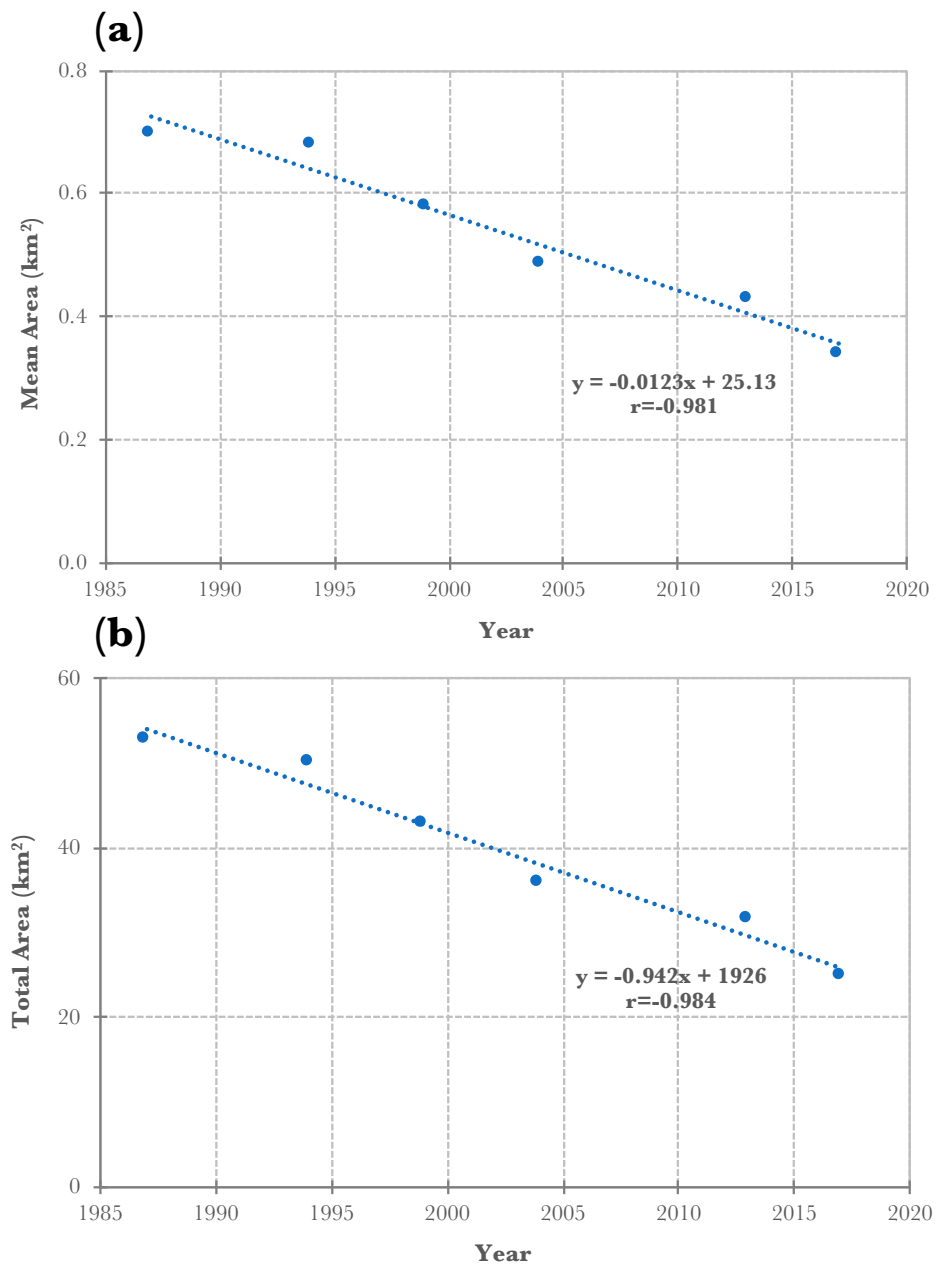 (a)
0.8
0.6
0.4
0.2
0.0
Mean Area (km²)
y = -0.0123x + 25.13
r=-0.981
1985 1990 1995 2000 2005 2010 2015 2020
Year
(b)
60
40
20
0
Total Area (km²)
y = -0.942x + 1926
r=-0.984
1985 1990 1995 2000 2005 2010 2015 2020
Year